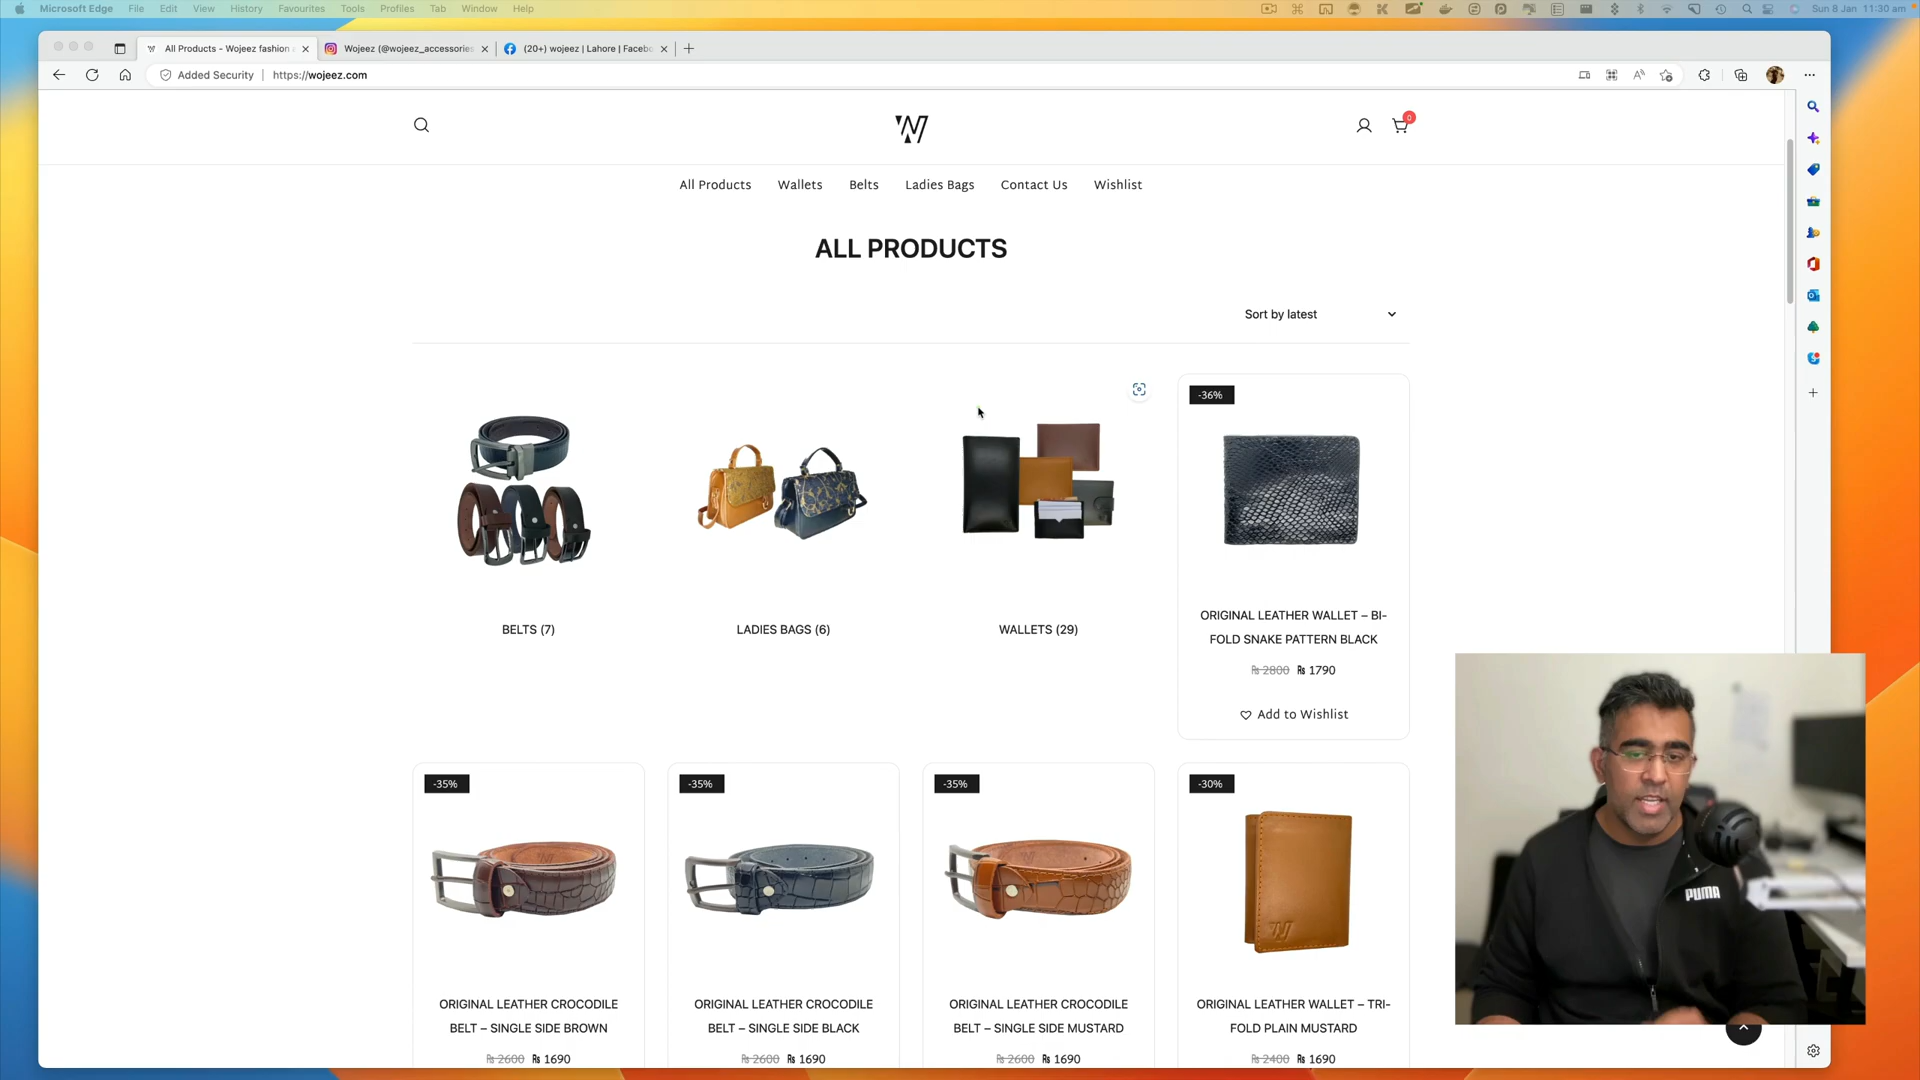 Microsoft Edge File Edit View History Favourites Tools Profiles Tab Window Help
Sun 8 Jan 11:30 am
All Products - Wojeez fashion
Wojeez (@wojeez_accessories
(20+) wojeez | Lahore | Facebo
Added Security
https://wojeez.com
W
0
All Products Wallets Belts Ladies Bags Contact Us Wishlist
ALL PRODUCTS
Sort by latest
-36%
BELTS (7)
LADIES BAGS (6)
WALLETS (29)
ORIGINAL LEATHER WALLET – BI-
FOLD SNAKE PATTERN BLACK
₨ 2800 ₨ 1790
Add to Wishlist
-35%
-35%
-35%
-30%
PUMA
ORIGINAL LEATHER CROCODILE
BELT – SINGLE SIDE BROWN
₨ 2600 ₨ 1690
ORIGINAL LEATHER CROCODILE
BELT – SINGLE SIDE BLACK
₨ 2600 ₨ 1690
ORIGINAL LEATHER CROCODILE
BELT – SINGLE SIDE MUSTARD
₨ 2600 ₨ 1690
ORIGINAL LEATHER WALLET – TRI-
FOLD PLAIN MUSTARD
₨ 2400 ₨ 1690